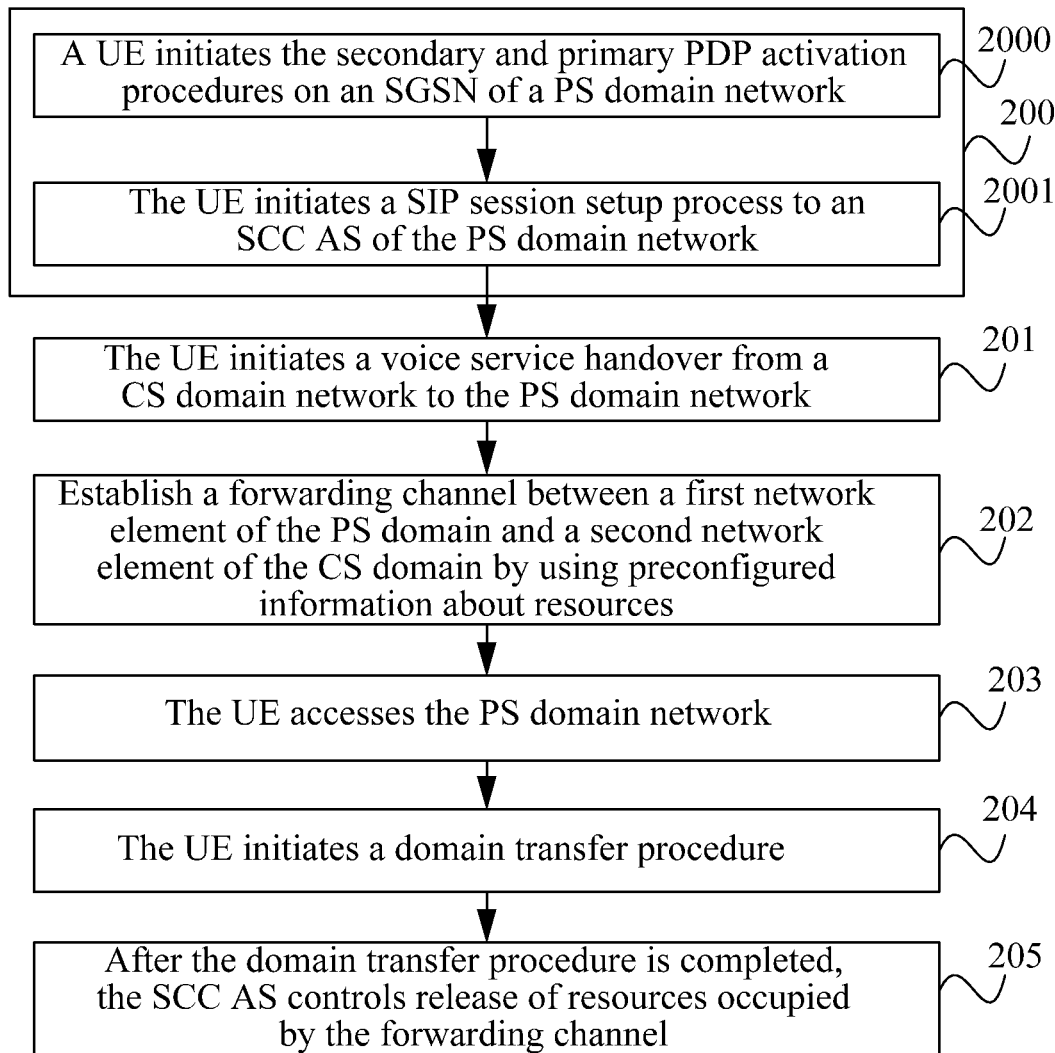 A UE initiates the secondary and primary PDP activation
procedures on an SGSN of a PS domain network
2000
200
The UE initiates a SIP session setup process to an
SCC AS of the PS domain network
2001
The UE initiates a voice service handover from a
CS domain network to the PS domain network
201
Establish a forwarding channel between a first network
element of the PS domain and a second network
element of the CS domain by using preconfigured
information about resources
202
The UE accesses the PS domain network
203
The UE initiates a domain transfer procedure
204
After the domain transfer procedure is completed,
the SCC AS controls release of resources occupied
by the forwarding channel
205